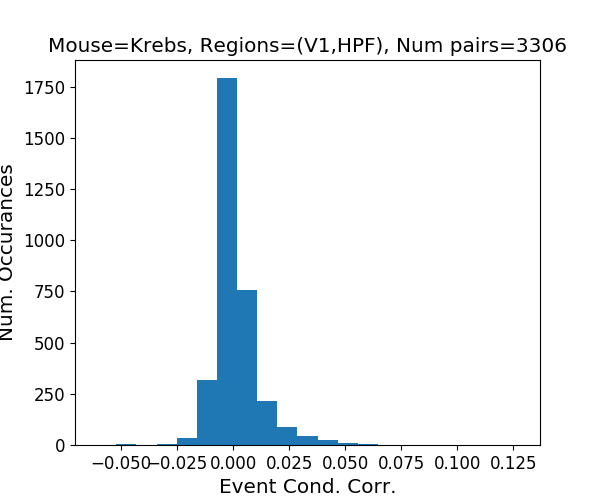 Mouse=Krebs, Regions=(V1,HPF), Num pairs=3306
1750
1500
1250
1000
750
500
250
0
Num. Occurances
−0.050 −0.025 0.000 0.025 0.050 0.075 0.100 0.125
Event Cond. Corr.